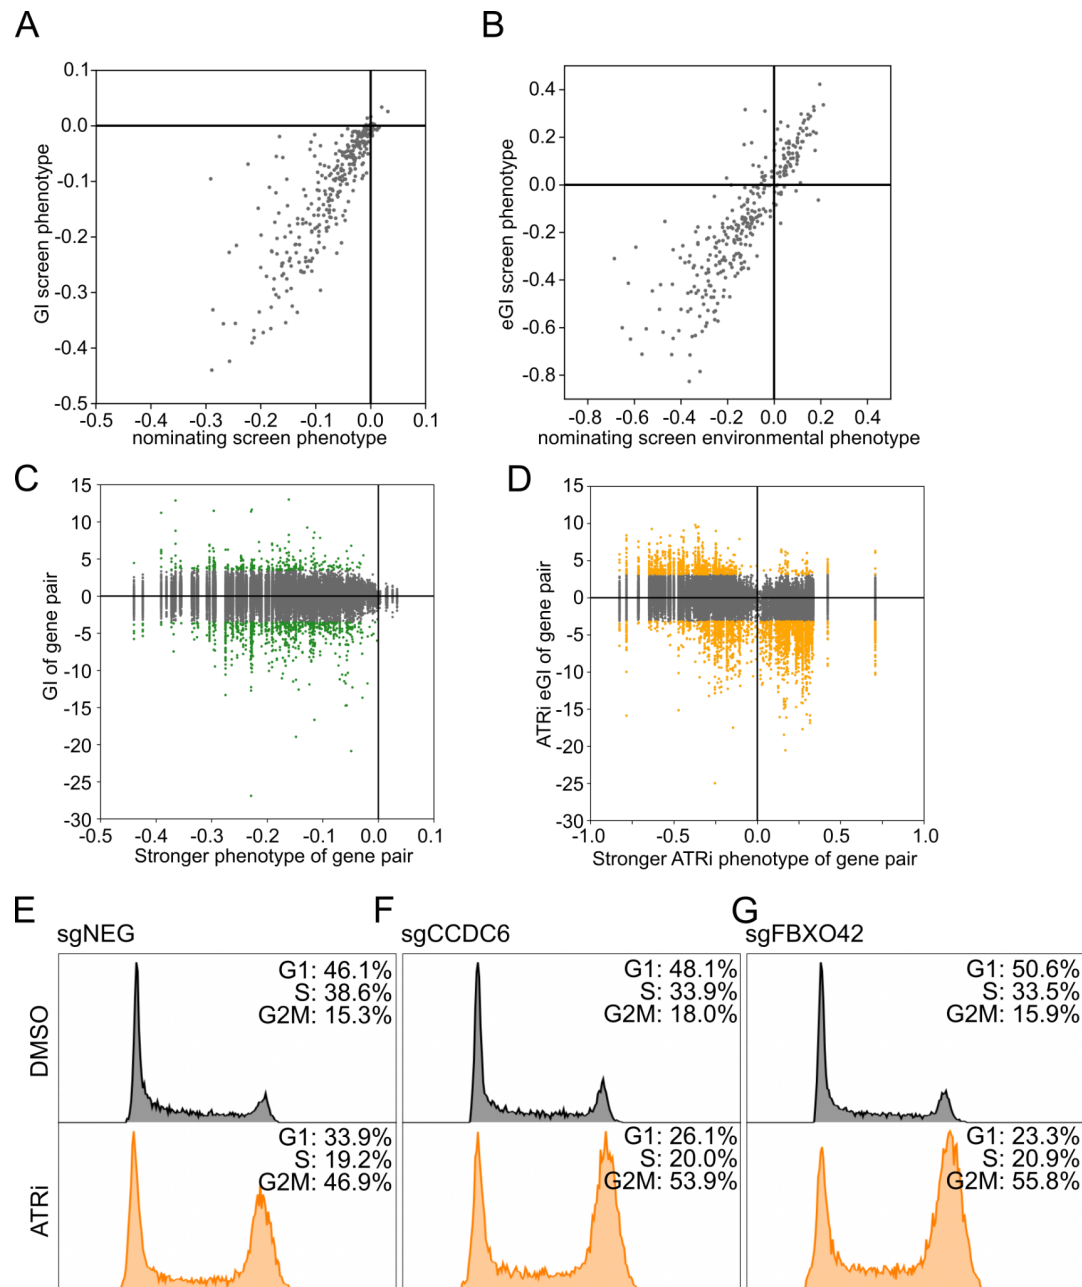 A
GI screen phenotype
0.1
0.0
-0.1
-0.2
-0.3
-0.4
-0.5
-0.5 -0.4 -0.3 -0.2 -0.1 0.0 0.1
nominating screen phenotype
B
eGI screen phenotype
0.4
0.2
0.0
-0.2
-0.4
-0.6
-0.8
-0.8 -0.6 -0.4 -0.2 0.0 0.2 0.4
nominating screen environmental phenotype
C
GI of gene pair
15
10
5
0
-5
-10
-15
-20
-25
-30
-0.5 -0.4 -0.3 -0.2 -0.1 0.0 0.1
Stronger phenotype of gene pair
D
ATRi eGI of gene pair
15
10
5
0
-5
-10
-15
-20
-25
-30
-1.0 -0.5 0.0 0.5 1.0
Stronger ATRi phenotype of gene pair
E
sgNEG
DMSO
G1: 46.1%
S: 38.6%
G2M: 15.3%
ATRi
G1: 33.9%
S: 19.2%
G2M: 46.9%
F
sgCCDC6
G1: 48.1%
S: 33.9%
G2M: 18.0%
G1: 26.1%
S: 20.0%
G2M: 53.9%
G
sgFBXO42
G1: 50.6%
S: 33.5%
G2M: 15.9%
G1: 23.3%
S: 20.9%
G2M: 55.8%